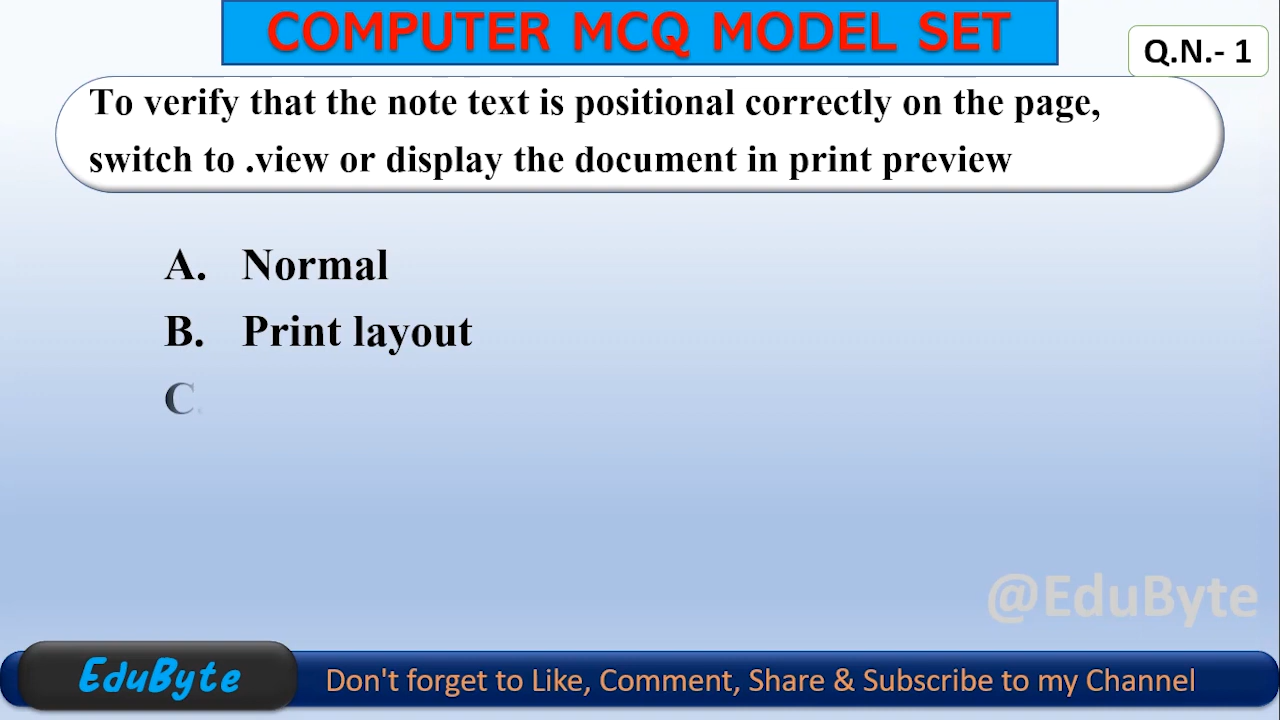 COMPUTER MCQ MODEL SET
Q.N.- 1
To verify that the note text is positional correctly on the page,
switch to .view or display the document in print preview
A. Normal
B. Print layout
C.
@EduByte
EduByte
Don't forget to Like, Comment, Share & Subscribe to my Channel